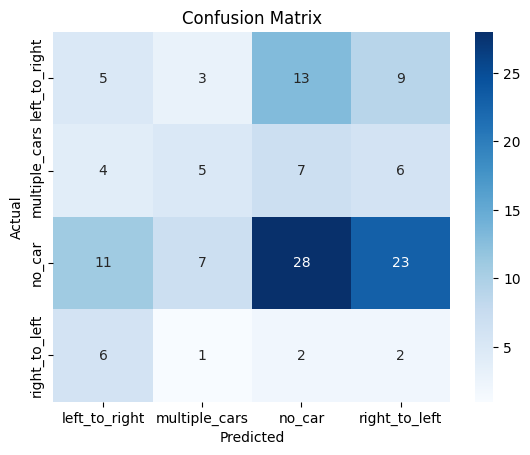 Confusion Matrix
Actual
left_to_right
multiple_cars
no_car
right_to_left
5 3 13 9
4 5 7 6
11 7 28 23
6 1 2 2
left_to_right multiple_cars no_car right_to_left
Predicted
25
20
15
10
5